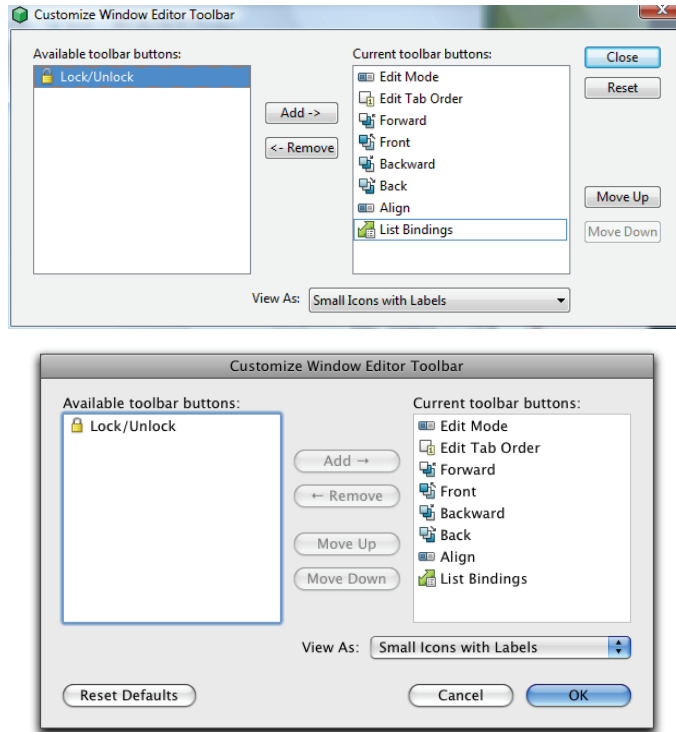 Customize Window Editor Toolbar
Available toolbar buttons:
Lock/Unlock
Add ->
<- Remove
Current toolbar buttons:
Edit Mode
Edit Tab Order
Forward
Front
Backward
Back
Align
List Bindings
Close
Reset
Move Up
Move Down
View As: Small Icons with Labels
Customize Window Editor Toolbar
Available toolbar buttons:
Lock/Unlock
Add →
← Remove
Move Up
Move Down
Current toolbar buttons:
Edit Mode
Edit Tab Order
Forward
Front
Backward
Back
Align
List Bindings
View As: Small Icons with Labels
Reset Defaults
Cancel
OK